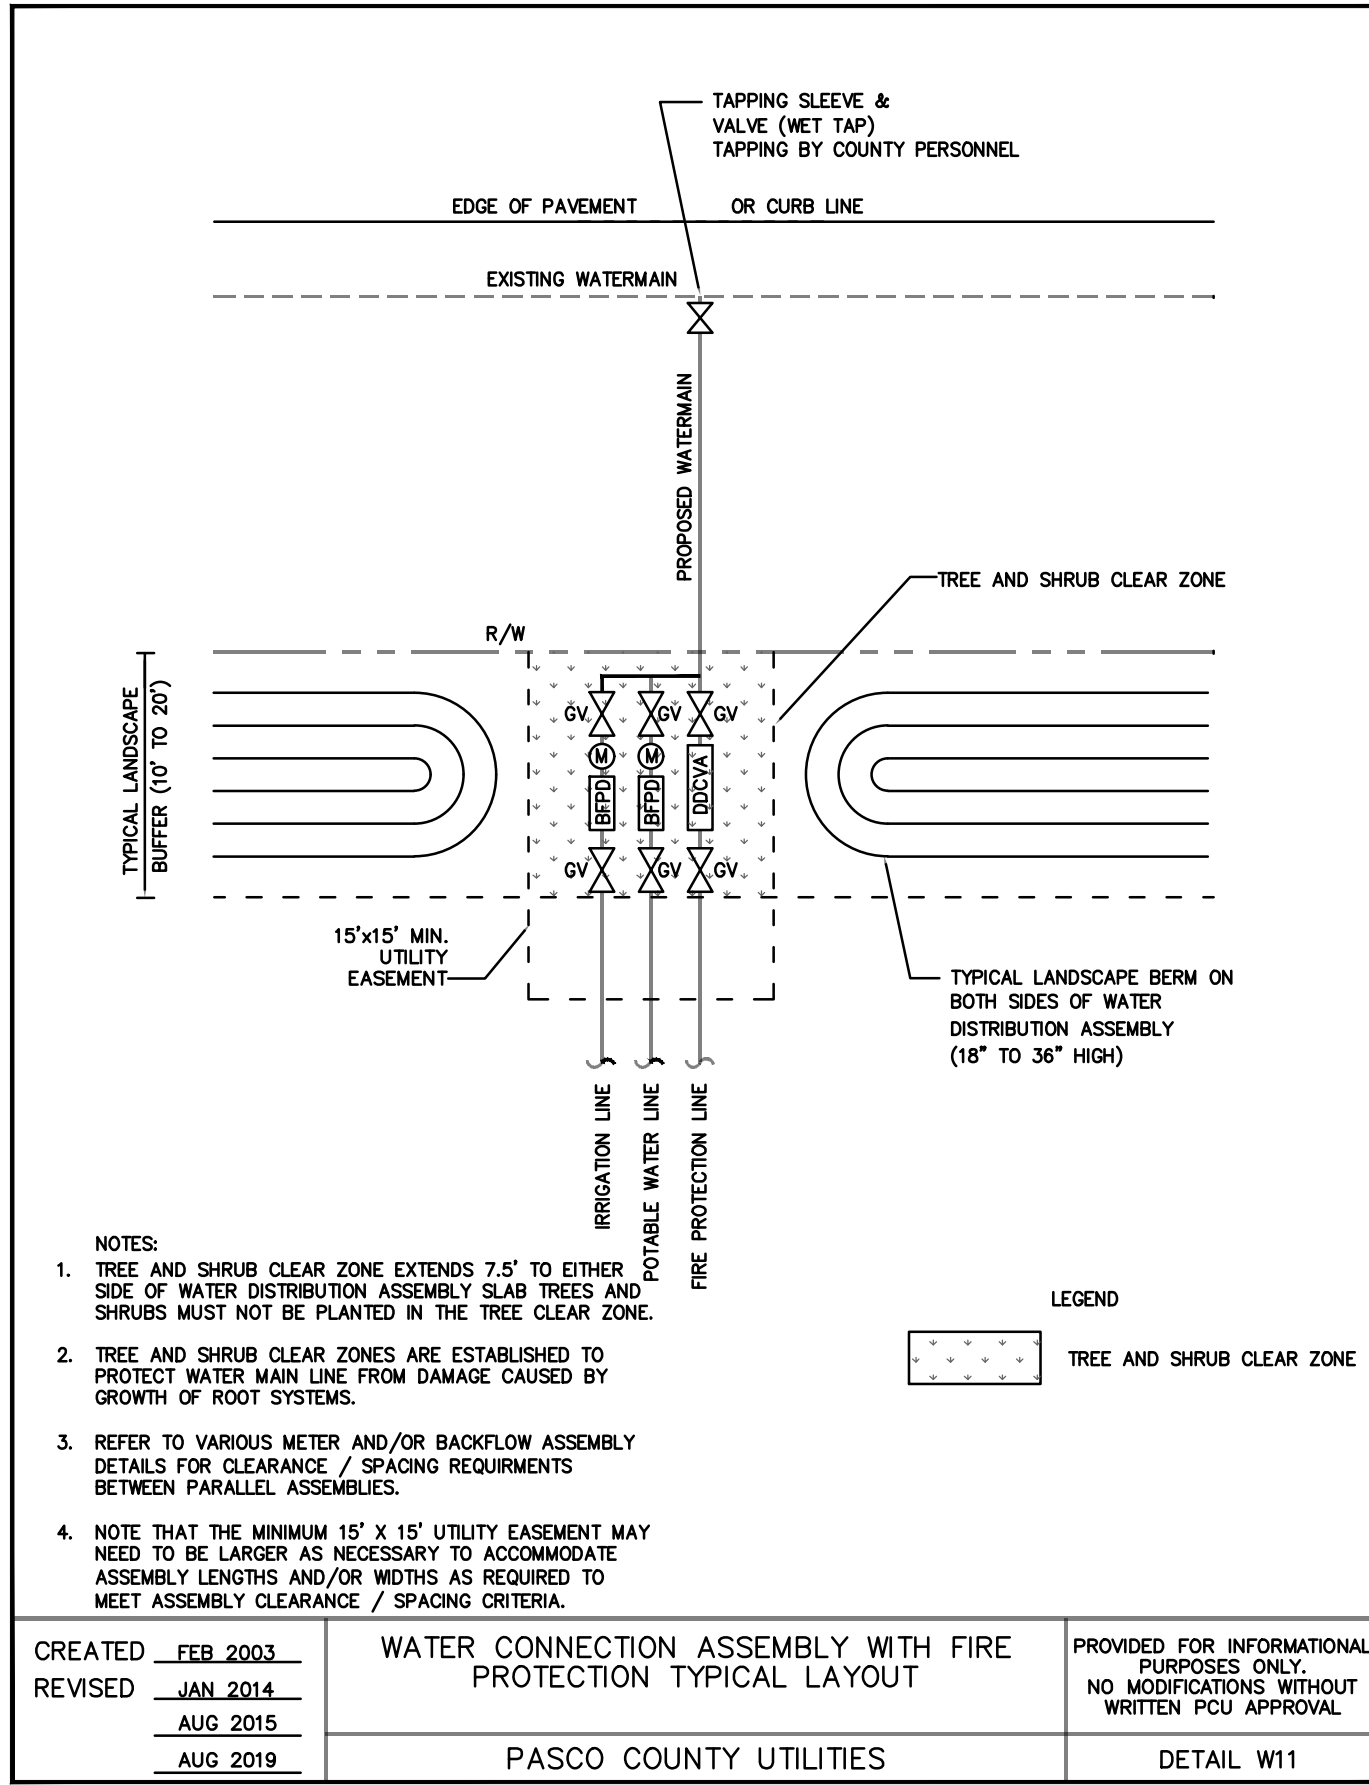 TAPPING SLEEVE &
VALVE (WET TAP)
TAPPING BY COUNTY PERSONNEL
EDGE OF PAVEMENT OR CURB LINE
EXISTING WATERMAIN
PROPOSED WATERMAIN
TREE AND SHRUB CLEAR ZONE
R/W
TYPICAL LANDSCAPE
BUFFER (10' TO 20')
GV GV GV
M M
BFPD BFPD DDCVA
GV GV GV
15'x15' MIN.
UTILITY
EASEMENT
TYPICAL LANDSCAPE BERM ON
BOTH SIDES OF WATER
DISTRIBUTION ASSEMBLY
(18" TO 36" HIGH)
IRRIGATION LINE
POTABLE WATER LINE
FIRE PROTECTION LINE
NOTES:
1. TREE AND SHRUB CLEAR ZONE EXTENDS 7.5' TO EITHER
SIDE OF WATER DISTRIBUTION ASSEMBLY SLAB TREES AND
SHRUBS MUST NOT BE PLANTED IN THE TREE CLEAR ZONE.
2. TREE AND SHRUB CLEAR ZONES ARE ESTABLISHED TO
PROTECT WATER MAIN LINE FROM DAMAGE CAUSED BY
GROWTH OF ROOT SYSTEMS.
3. REFER TO VARIOUS METER AND/OR BACKFLOW ASSEMBLY
DETAILS FOR CLEARANCE / SPACING REQUIRMENTS
BETWEEN PARALLEL ASSEMBLIES.
4. NOTE THAT THE MINIMUM 15' X 15' UTILITY EASEMENT MAY
NEED TO BE LARGER AS NECESSARY TO ACCOMMODATE
ASSEMBLY LENGTHS AND/OR WIDTHS AS REQUIRED TO
MEET ASSEMBLY CLEARANCE / SPACING CRITERIA.
LEGEND
TREE AND SHRUB CLEAR ZONE
CREATED FEB 2003
REVISED JAN 2014
AUG 2015
AUG 2019
WATER CONNECTION ASSEMBLY WITH FIRE
PROTECTION TYPICAL LAYOUT
PASCO COUNTY UTILITIES
PROVIDED FOR INFORMATIONAL
PURPOSES ONLY.
NO MODIFICATIONS WITHOUT
WRITTEN PCU APPROVAL
DETAIL W11